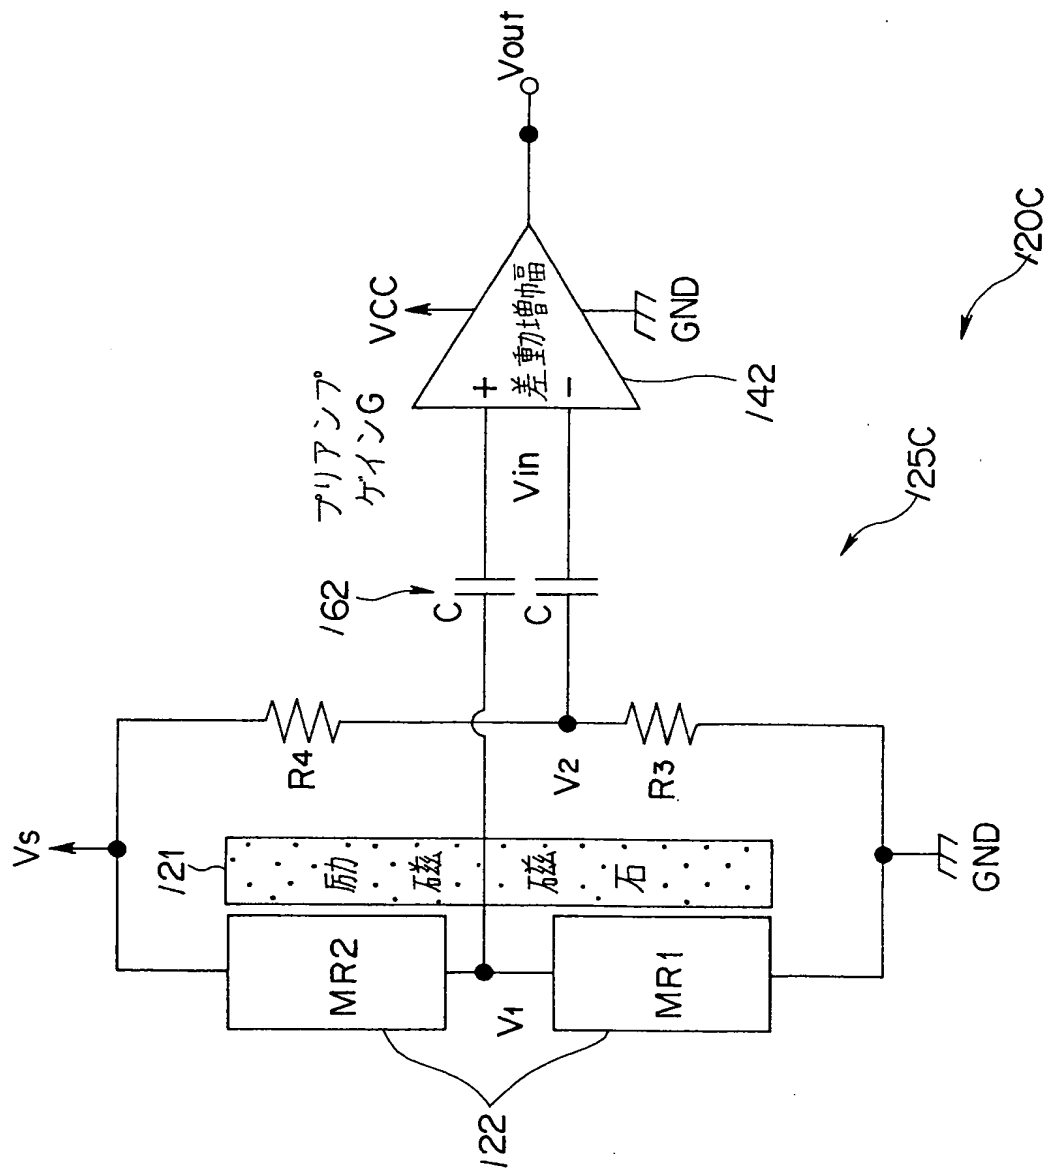 Vs
121
励磁磁石
MR2
MR1
V1
122
R4
V2
R3
GND
162
C
C
プリアンプ
ゲインG
Vin
VCC
+
差動増幅
−
GND
142
Vout
125C
120C